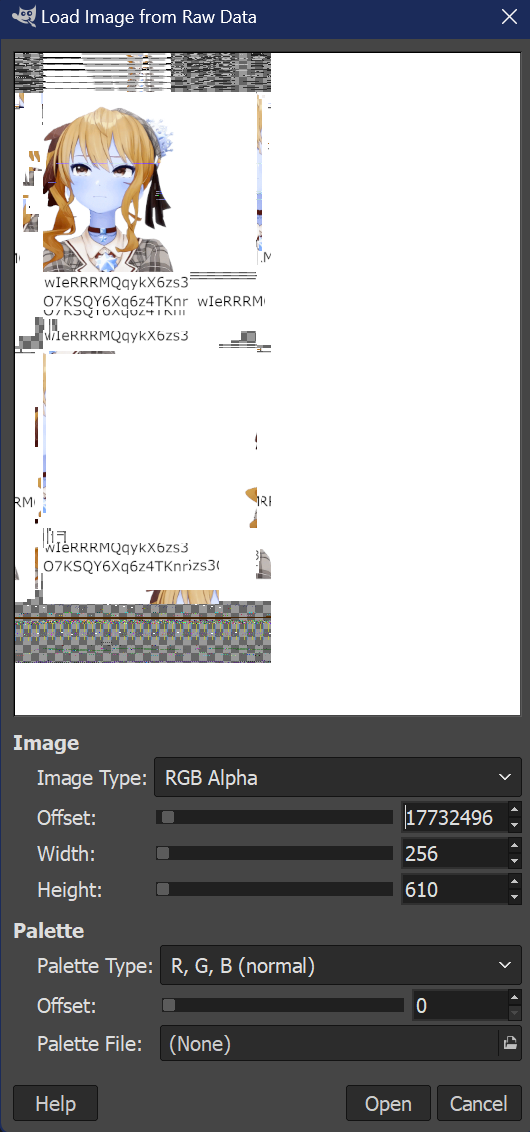 Load Image from Raw Data
wIeRRRMQqykX6zs3
O7KSQY6Xq6z4TKnr wIeRRRM
O7KSQY6Xq6z4TKnr
wIeRRRMQqykX6zs3
wIeRRRMQqykX6zs3
O7KSQY6Xq6z4TKnr
Image
Image Type: RGB Alpha
Offset: 17732496
Width: 256
Height: 610
Palette
Palette Type: R, G, B (normal)
Offset: 0
Palette File: (None)
Help Open Cancel